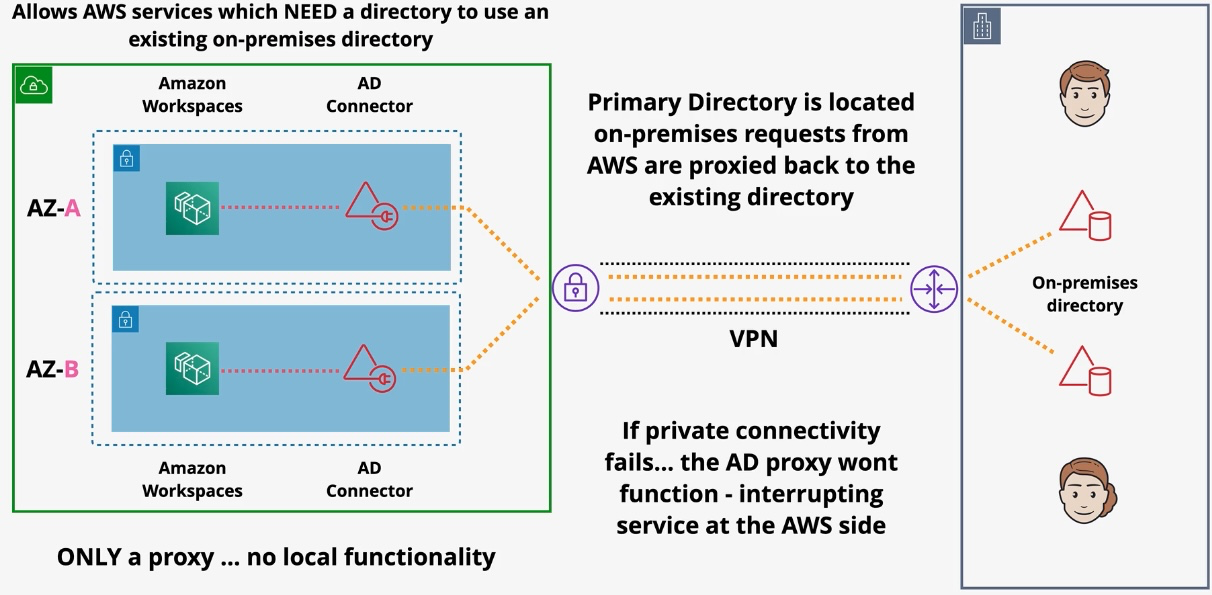 Allows AWS services which NEED a directory to use an
existing on-premises directory
Amazon
Workspaces
AD
Connector
AZ-A
AZ-B
Amazon
Workspaces
AD
Connector
ONLY a proxy ... no local functionality
Primary Directory is located
on-premises requests from
AWS are proxied back to the
existing directory
VPN
If private connectivity
fails... the AD proxy wont
function - interrupting
service at the AWS side
On-premises
directory